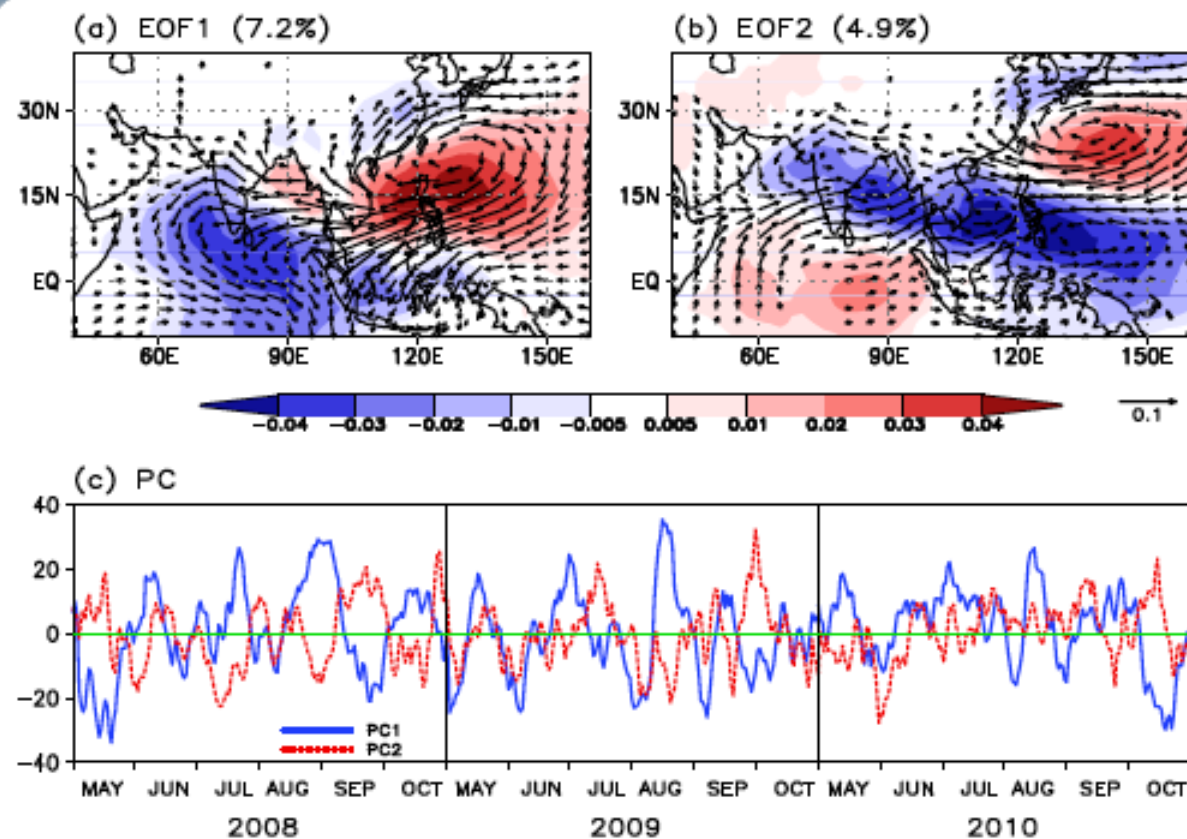 (a) EOF1 (7.2%)
(b) EOF2 (4.9%)
30N
15N
EQ
60E 90E 120E 150E
30N
15N
EQ
60E 90E 120E 150E
-0.04 -0.03 -0.02 -0.01 -0.005 0.005 0.01 0.02 0.03 0.04
0.1
(c) PC
40
20
0
-20
-40
PC1
PC2
MAY JUN JUL AUG SEP OCT MAY JUN JUL AUG SEP OCT MAY JUN JUL AUG SEP OCT
2008 2009 2010